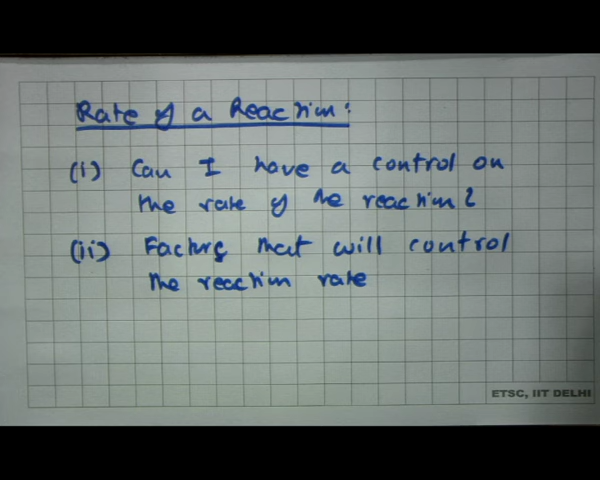 Rate of a Reaction:
(i) Can I have a control on
the rate of the reaction?
(ii) Factors that will control
the reaction rate
ETSC, IIT DELHI